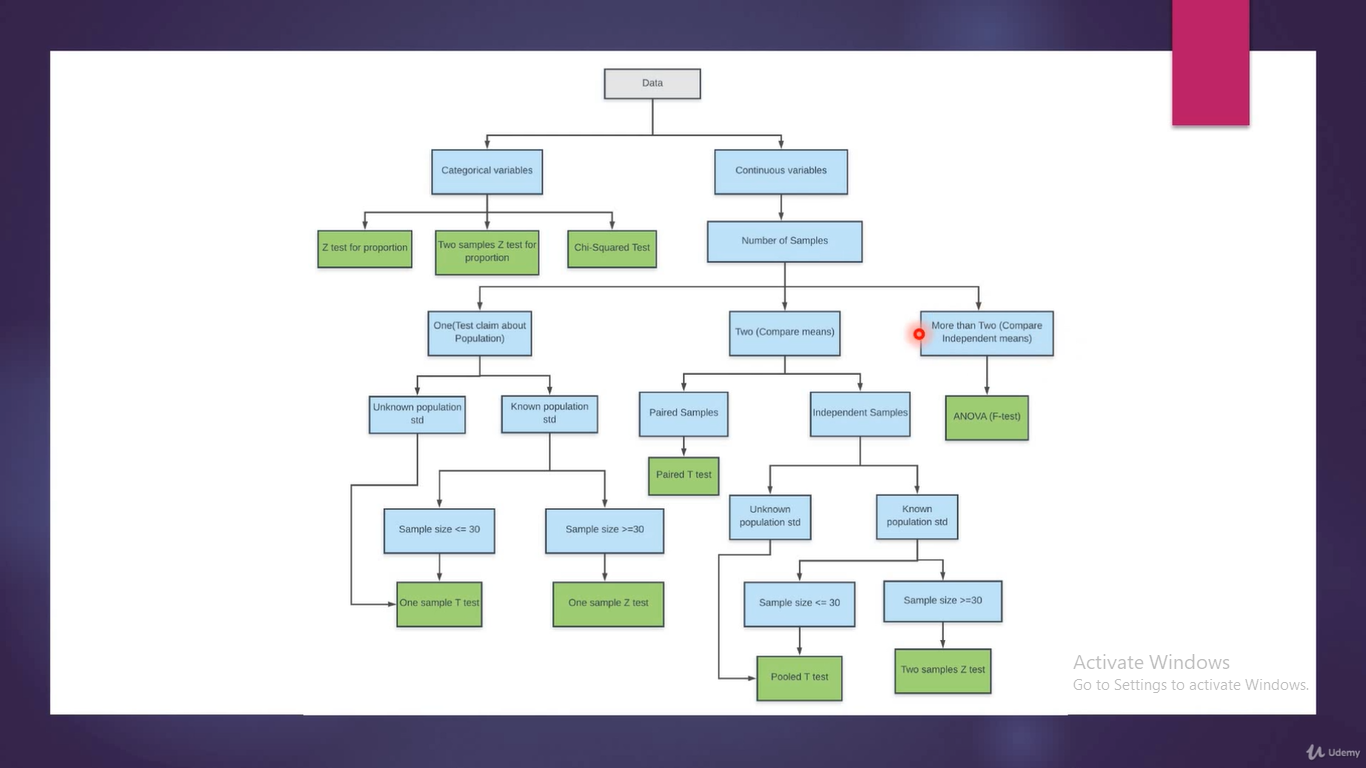 Data
Categorical variables
Continuous variables
Z test for proportion
Two samples Z test for
proportion
Chi-Squared Test
Number of Samples
One(Test claim about
Population)
Two (Compare means)
More than Two (Compare
Independent means)
Unknown population
std
Known population
std
Paired Samples
Independent Samples
ANOVA (F-test)
Paired T test
Sample size <= 30
Sample size >=30
Unknown
population std
Known
population std
One sample T test
One sample Z test
Sample size <= 30
Sample size >=30
Pooled T test
Two samples Z test
Activate Windows
Go to Settings to activate Windows.
Udemy